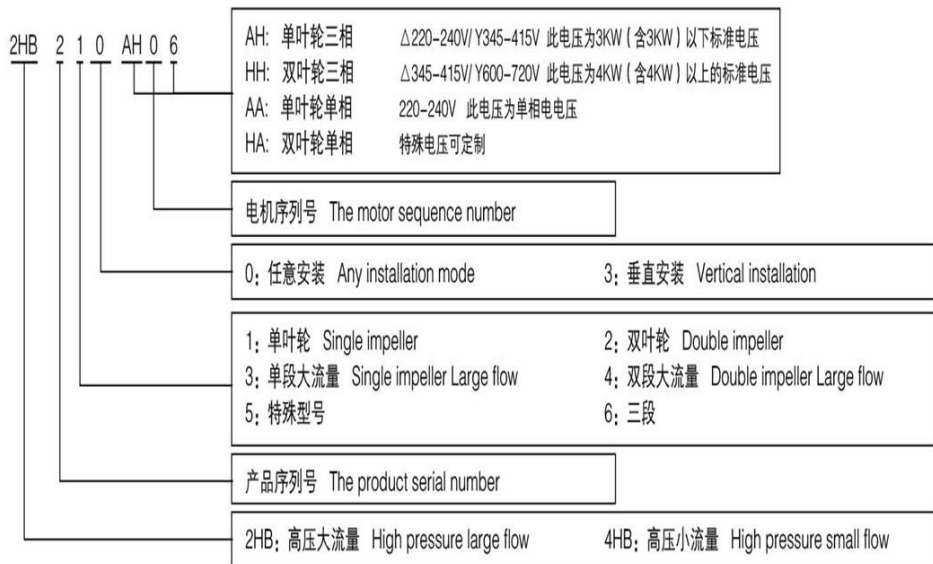 2HB 2 1 0 AH 0 6
AH: 单叶轮三相 △220-240V/ Y345-415V 此电压为3KW（含3KW）以下标准电压
HH: 双叶轮三相 △345-415V/ Y600-720V 此电压为4KW（含4KW）以上的标准电压
AA: 单叶轮单相 220-240V 此电压为单相电电压
HA: 双叶轮单相 特殊电压可定制
电机序列号 The motor sequence number
0: 任意安装 Any installation mode 3: 垂直安装 Vertical installation
1: 单叶轮 Single impeller 2: 双叶轮 Double impeller
3: 单段大流量 Single impeller Large flow 4: 双段大流量 Double impeller Large flow
5: 特殊型号 6: 三段
产品序列号 The product serial number
2HB: 高压大流量 High pressure large flow 4HB: 高压小流量 High pressure small flow